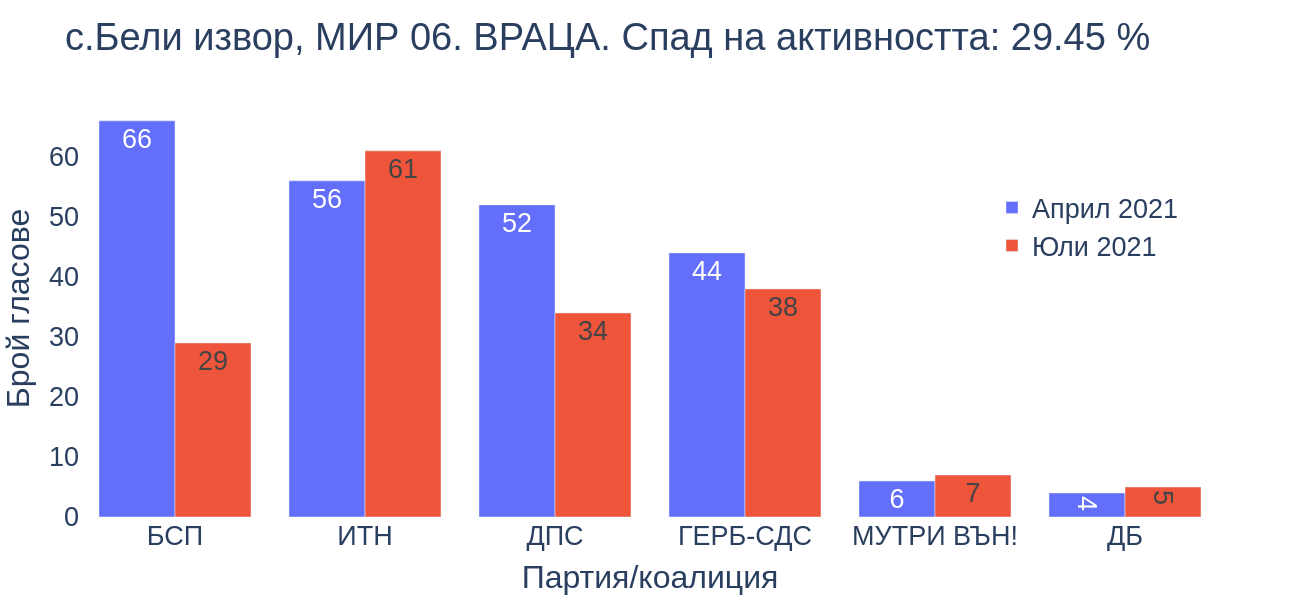 с.Бели извор, МИР 06. ВРАЦА. Спад на активността: 29.45 %
Брой гласове
60
50
40
30
20
10
0
66
29
56
61
52
34
44
38
6
7
4
5
Април 2021
Юли 2021
БСП
ИТН
ДПС
ГЕРБ-СДС
МУТРИ ВЪН!
ДБ
Партия/коалиция